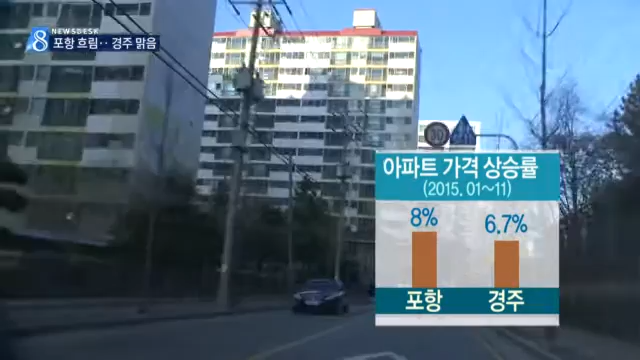 NEWSDESK
8 포항 흐림‥ 경주 맑음
아파트 가격 상승률
(2015. 01~11)
8% 6.7%
포항 경주